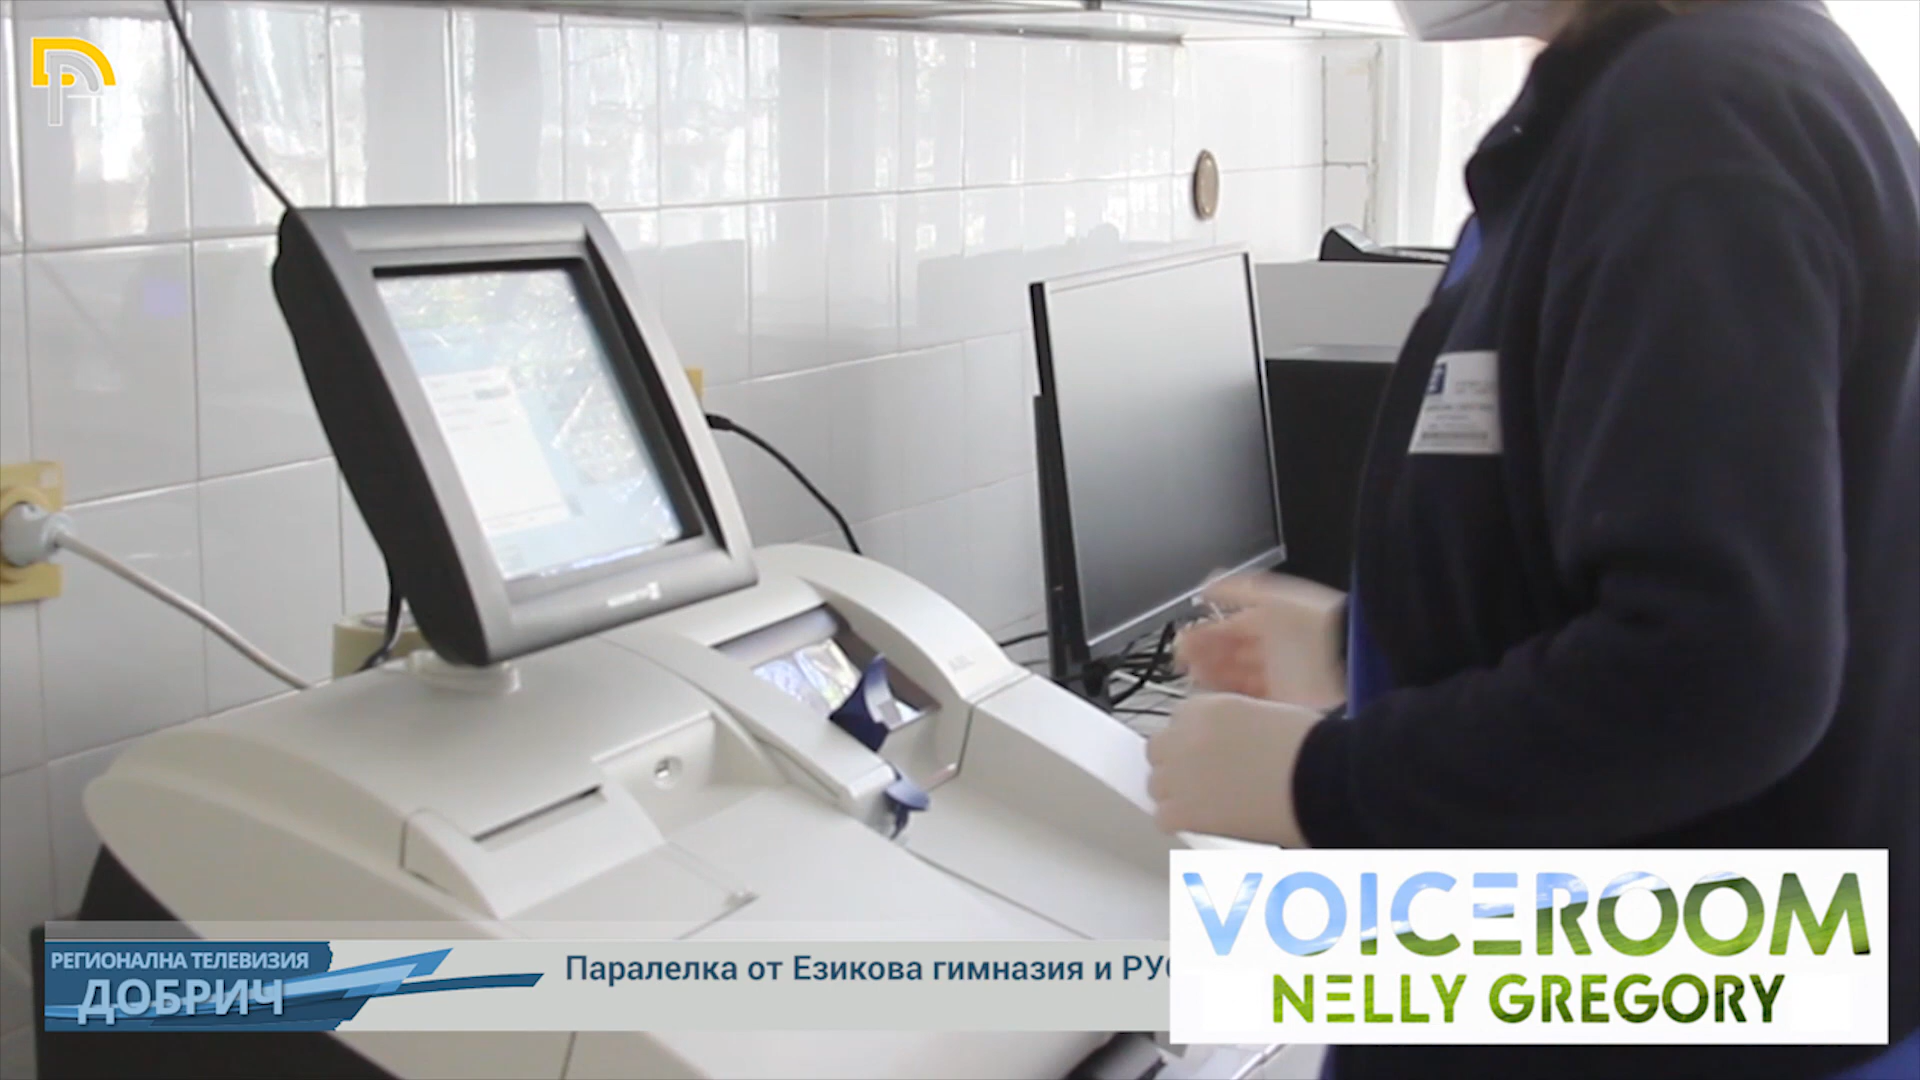 РЕГИОНАЛНА ТЕЛЕВИЗИЯ
ДОБРИЧ
Паралелка от Езикова гимназия и РУ
VOICEROOM
NELLY GREGORY